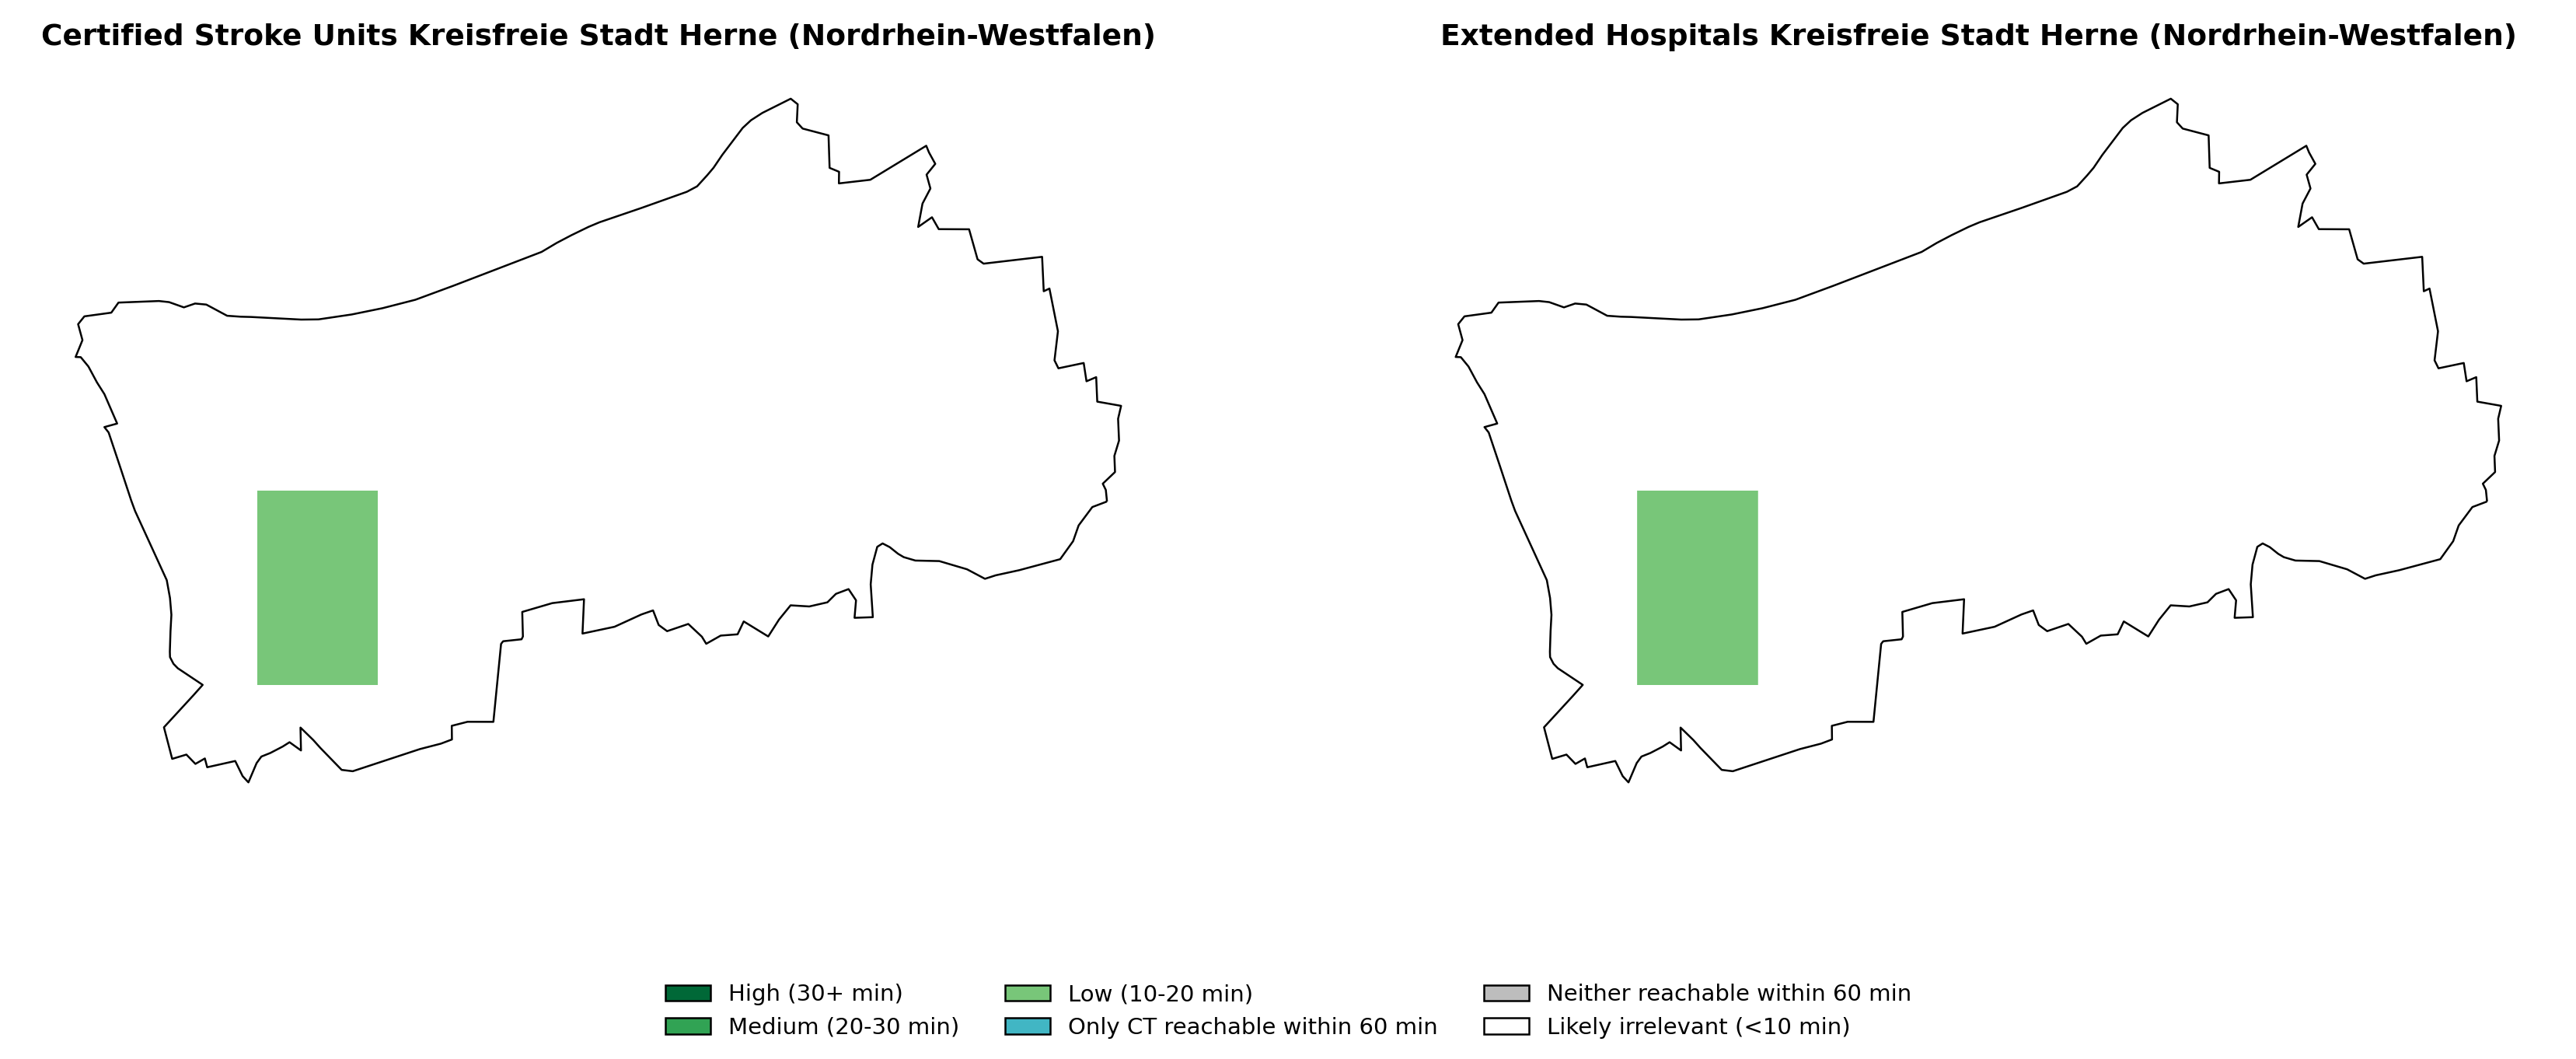 Certified Stroke Units Kreisfreie Stadt Herne (Nordrhein-Westfalen)
Extended Hospitals Kreisfreie Stadt Herne (Nordrhein-Westfalen)
High (30+ min)
Medium (20-30 min)
Low (10-20 min)
Only CT reachable within 60 min
Neither reachable within 60 min
Likely irrelevant (<10 min)